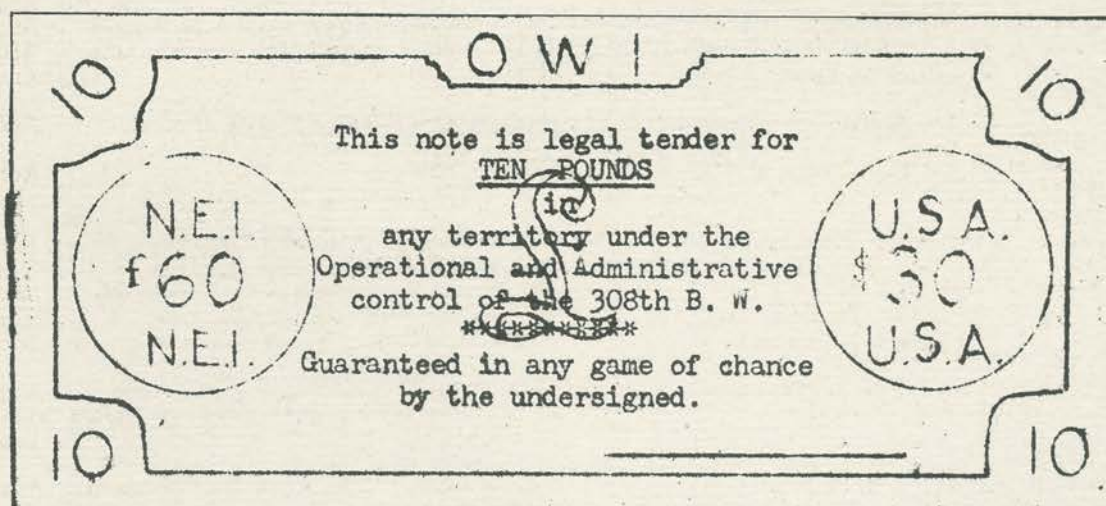 10 OWI 10
This note is legal tender for
TEN POUNDS
in
any territory under the
Operational and Administrative
control of the 308th B. W.
*************
Guaranteed in any game of chance
by the undersigned.
N.E.I.
f 60
N.E.I.
U.S.A.
$30
U.S.A.
10 10